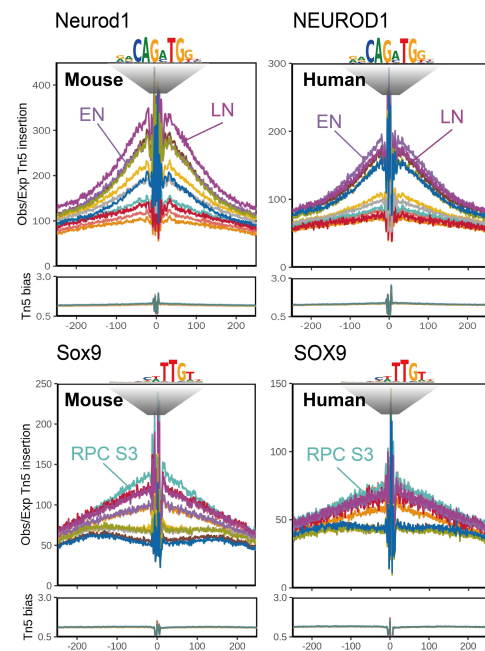 Neurod1
NEUROD1
CAGATGG
CAGATGG
Mouse
Human
EN
LN
EN
LN
Obs/Exp Tn5 insertion
400
300
200
100
0
300
200
100
0
Tn5 bias
3.0
0.5
3.0
0.5
-200 -100 0 100 200
-200 -100 0 100 200
Sox9
SOX9
TTGT
TTGT
Mouse
Human
RPC S3
RPC S3
Obs/Exp Tn5 insertion
250
200
150
100
50
0
150
100
50
0
Tn5 bias
3.0
0.5
3.0
0.5
-200 -100 0 100 200
-200 -100 0 100 200